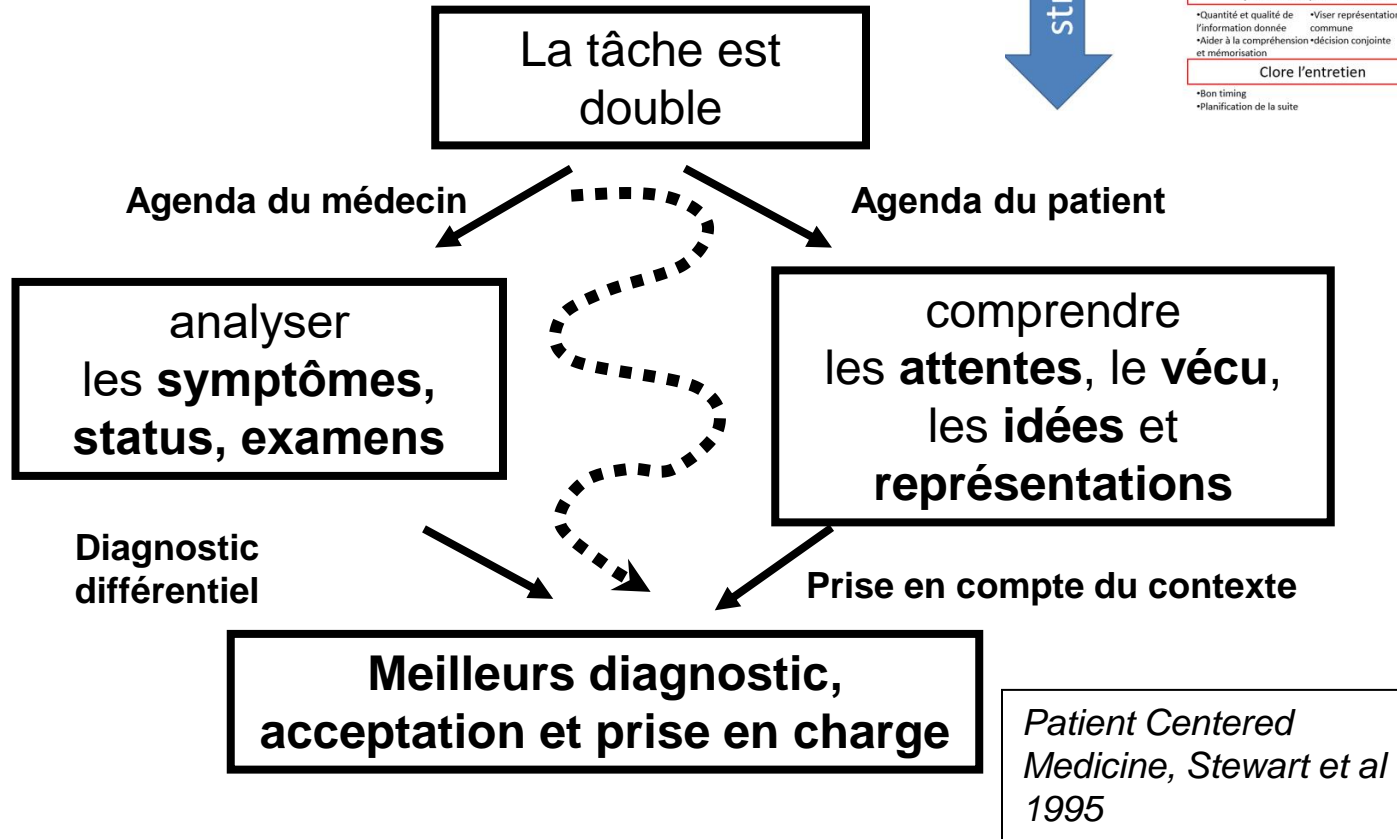 La tâche est
double
str
•Quantité et qualité de
l'information donnée
•Aider à la compréhension
et mémorisation
•Viser représentation
commune
•décision conjointe
Clore l'entretien
•Bon timing
•Planification de la suite
Agenda du médecin
Agenda du patient
analyser
les symptômes,
status, examens
comprendre
les attentes, le vécu,
les idées et
représentations
Diagnostic
différentiel
Prise en compte du contexte
Meilleurs diagnostic,
acceptation et prise en charge
Patient Centered
Medicine, Stewart et al
1995